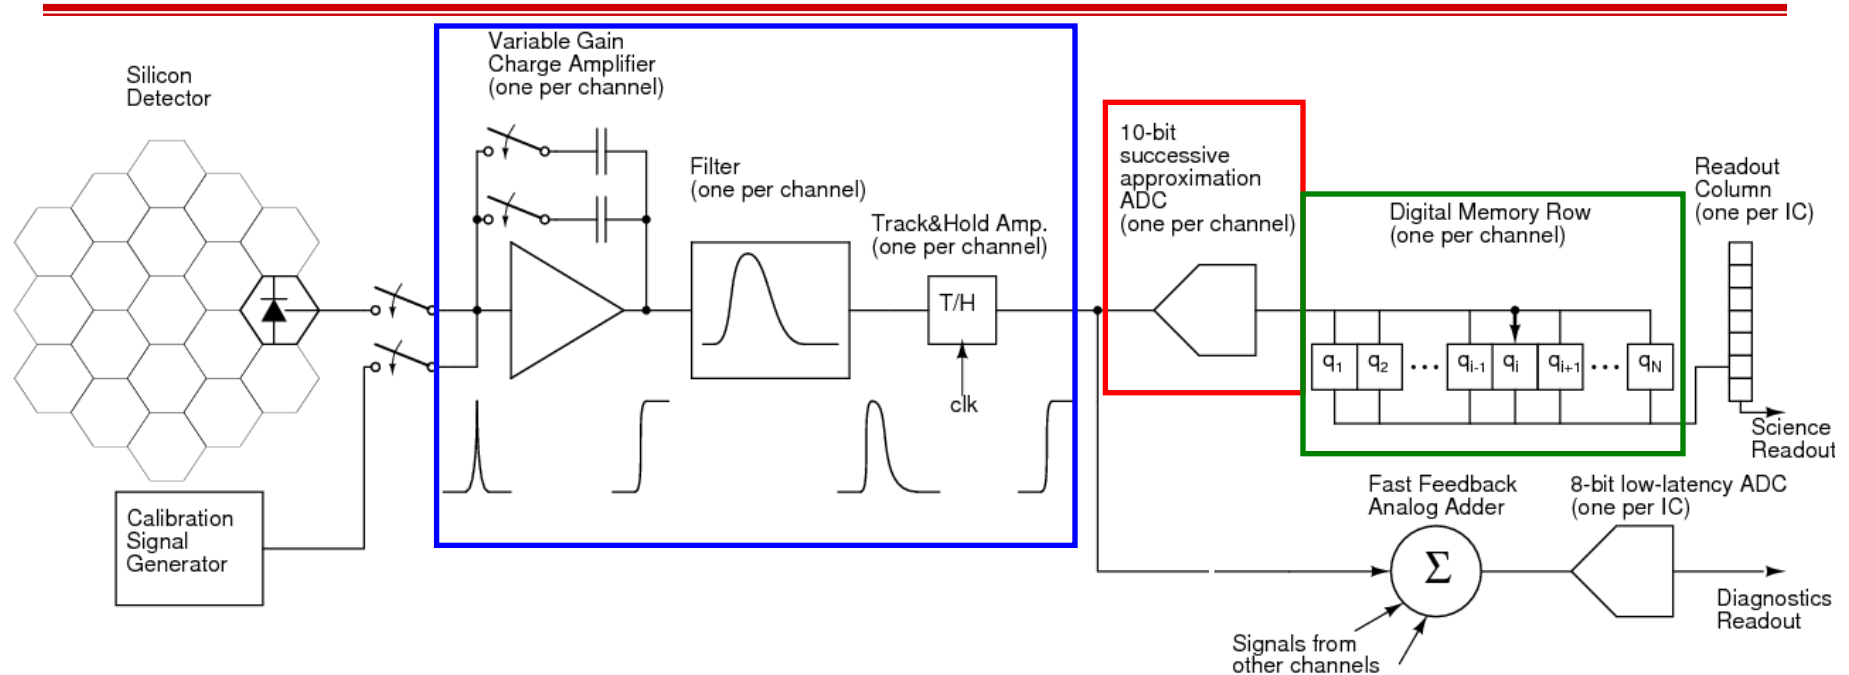 Silicon
Detector
Variable Gain
Charge Amplifier
(one per channel)
Filter
(one per channel)
Track&Hold Amp.
(one per channel)
T/H
clk
10-bit
successive
approximation
ADC
(one per channel)
Digital Memory Row
(one per channel)
q1 q2 ... qi-1 qi qi+1 ... qN
Readout
Column
(one per IC)
Science
Readout
Calibration
Signal
Generator
Fast Feedback
Analog Adder
Σ
8-bit low-latency ADC
(one per IC)
Diagnostics
Readout
Signals from
other channels